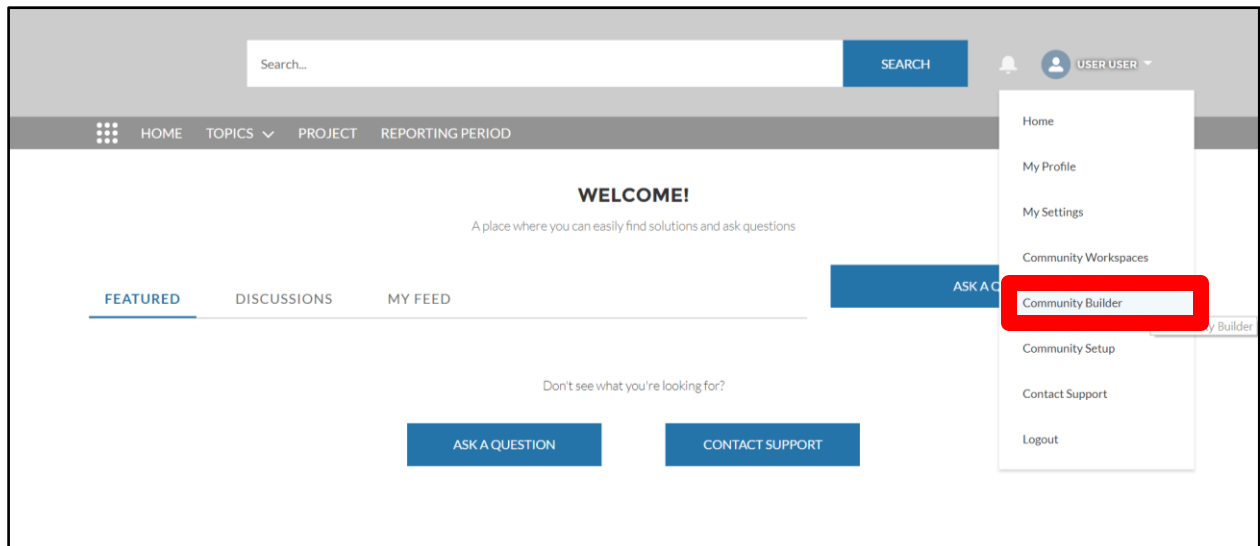 Search...
SEARCH
USER USER
HOME TOPICS PROJECT REPORTING PERIOD
Home
My Profile
My Settings
Community Workspaces
Community Builder
Community Setup
Contact Support
Logout
WELCOME!
A place where you can easily find solutions and ask questions
FEATURED DISCUSSIONS MY FEED
ASK A
Builder
Don't see what you're looking for?
ASK A QUESTION CONTACT SUPPORT